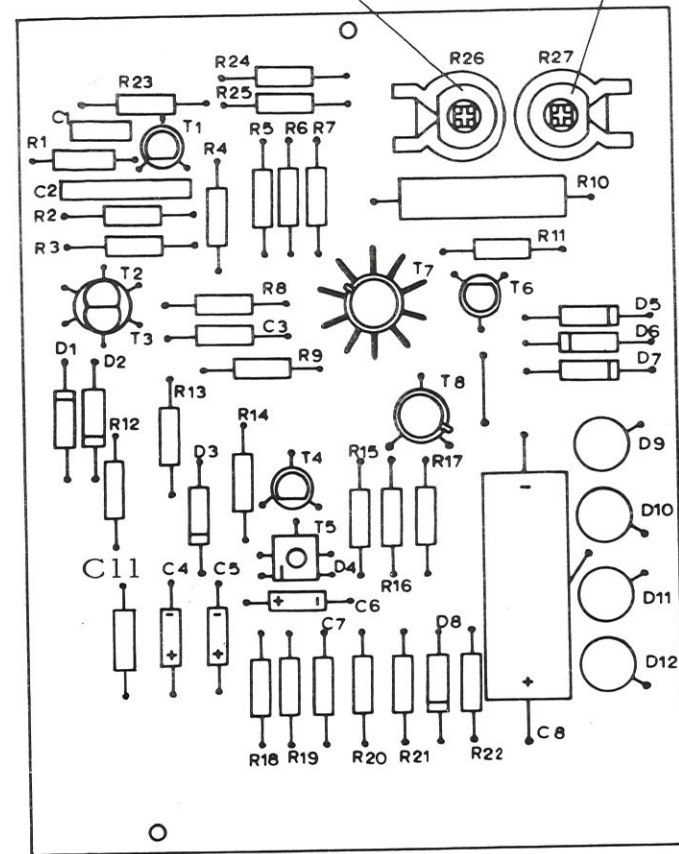 R24
R26
R27
R23
R25
C1
T1
R5 R6 R7
R1
R4
C2
R10
R2
R3
R11
T2
T7
R8
T6
D5
T3
C3
D6
D1
D2
R9
D7
T8
R13
R14
R12
D9
D3
T4
R15
R17
-
D10
T5
C11
C4
C5
D4
R16
+ -
C6
D11
- -
C7
D8
+ +
D12
+
C8
R18 R19 R20 R21 R22